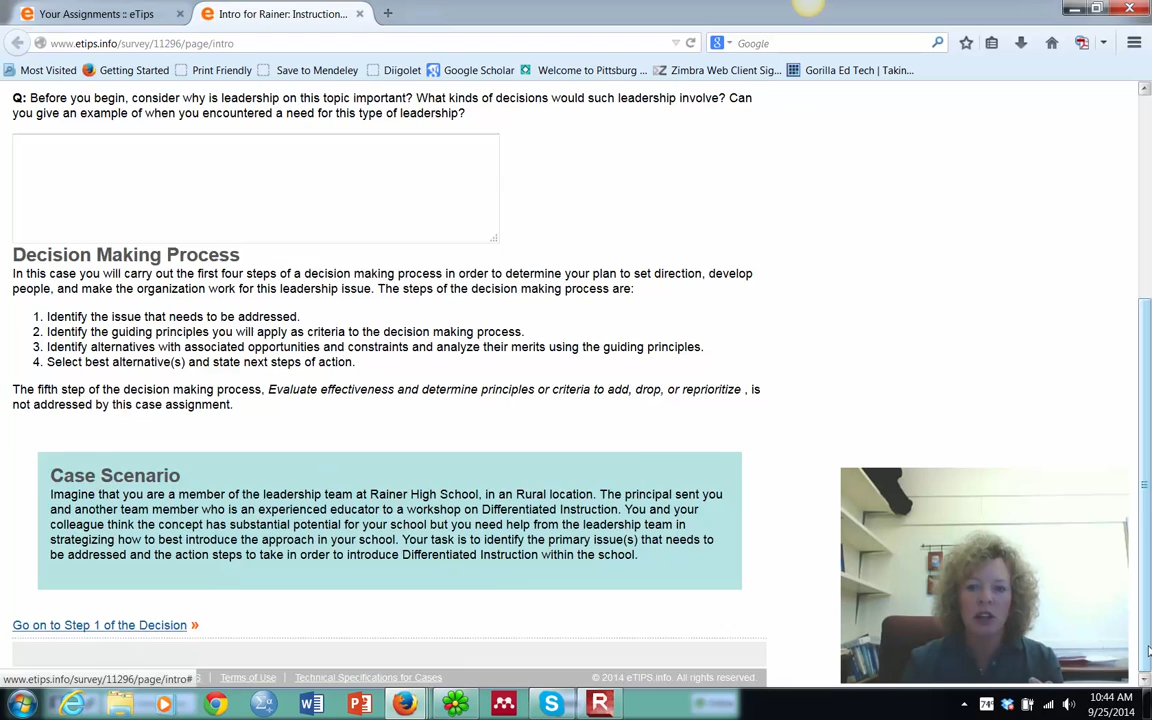 Your Assignments :: eTips
Intro for Rainer: Instruction...
www.etips.info/survey/11296/page/intro
Google
Most Visited Getting Started Print Friendly Save to Mendeley Diigolet Google Scholar Welcome to Pittsburg ... Zimbra Web Client Sig... Gorilla Ed Tech | Takin...
Q: Before you begin, consider why is leadership on this topic important? What kinds of decisions would such leadership involve? Can
you give an example of when you encountered a need for this type of leadership?
Decision Making Process
In this case you will carry out the first four steps of a decision making process in order to determine your plan to set direction, develop
people, and make the organization work for this leadership issue. The steps of the decision making process are:
1. Identify the issue that needs to be addressed.
2. Identify the guiding principles you will apply as criteria to the decision making process.
3. Identify alternatives with associated opportunities and constraints and analyze their merits using the guiding principles.
4. Select best alternative(s) and state next steps of action.
The fifth step of the decision making process, Evaluate effectiveness and determine principles or criteria to add, drop, or reprioritize , is
not addressed by this case assignment.
Case Scenario
Imagine that you are a member of the leadership team at Rainer High School, in an Rural location. The principal sent you
and another team member who is an experienced educator to a workshop on Differentiated Instruction. You and your
colleague think the concept has substantial potential for your school but you need help from the leadership team in
strategizing how to best introduce the approach in your school. Your task is to identify the primary issue(s) that needs to
be addressed and the action steps to take in order to introduce Differentiated Instruction within the school.
Go on to Step 1 of the Decision »
www.etips.info/survey/11296/page/intro# S | Terms of Use | Technical Specifications for Cases © 2014 eTIPS.info. All rights reserved.
74
10:44 AM
9/25/2014